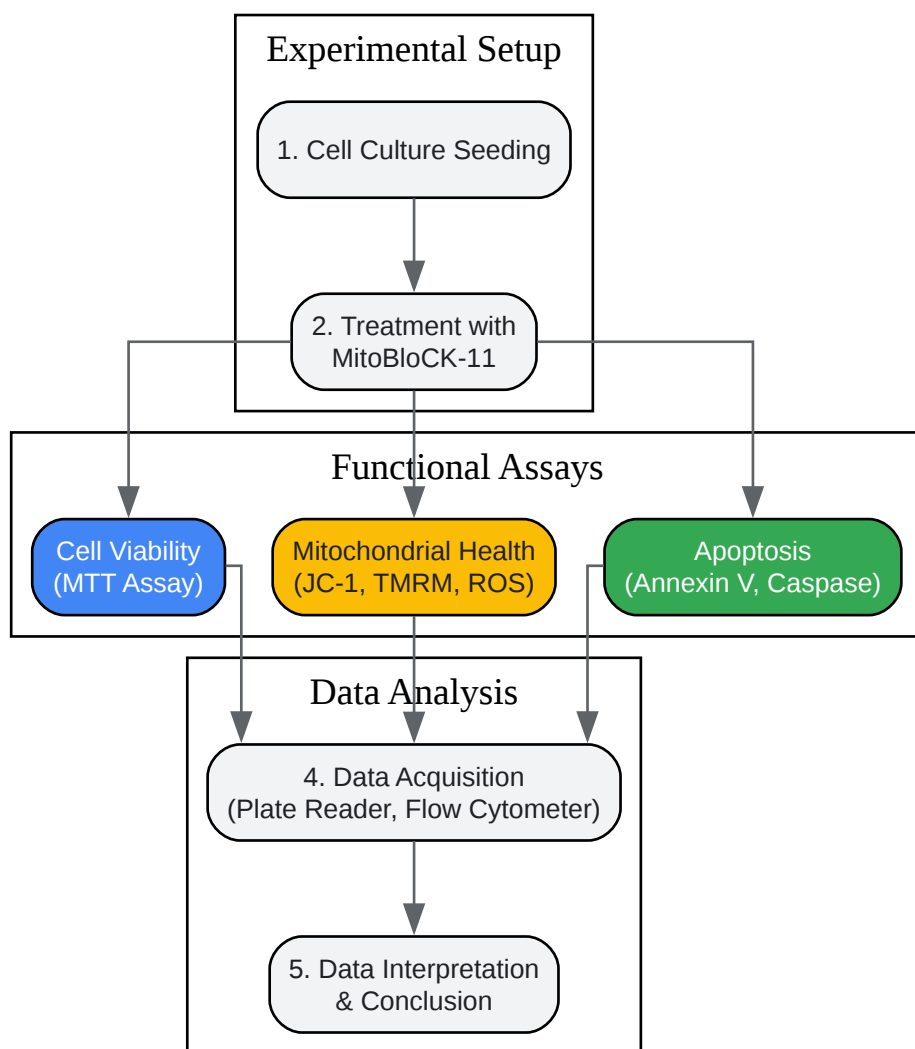 Experimental Setup
1. Cell Culture Seeding
2. Treatment with
MitoBloCK-11
Functional Assays
Cell Viability
(MTT Assay)
Mitochondrial Health
(JC-1, TMRM, ROS)
Apoptosis
(Annexin V, Caspase)
Data Analysis
4. Data Acquisition
(Plate Reader, Flow Cytometer)
5. Data Interpretation
& Conclusion